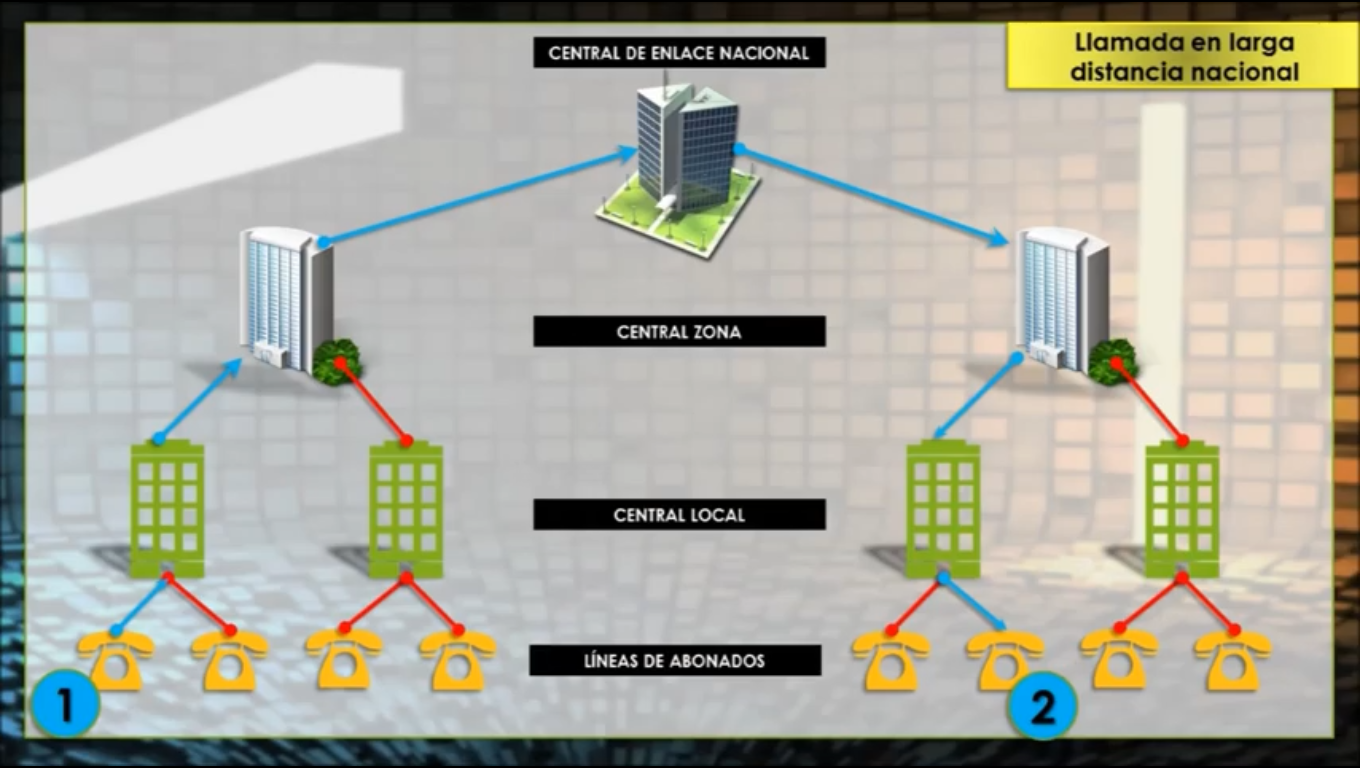 CENTRAL DE ENLACE NACIONAL
Llamada en larga
distancia nacional
CENTRAL ZONA
CENTRAL LOCAL
LÍNEAS DE ABONADOS
1
2